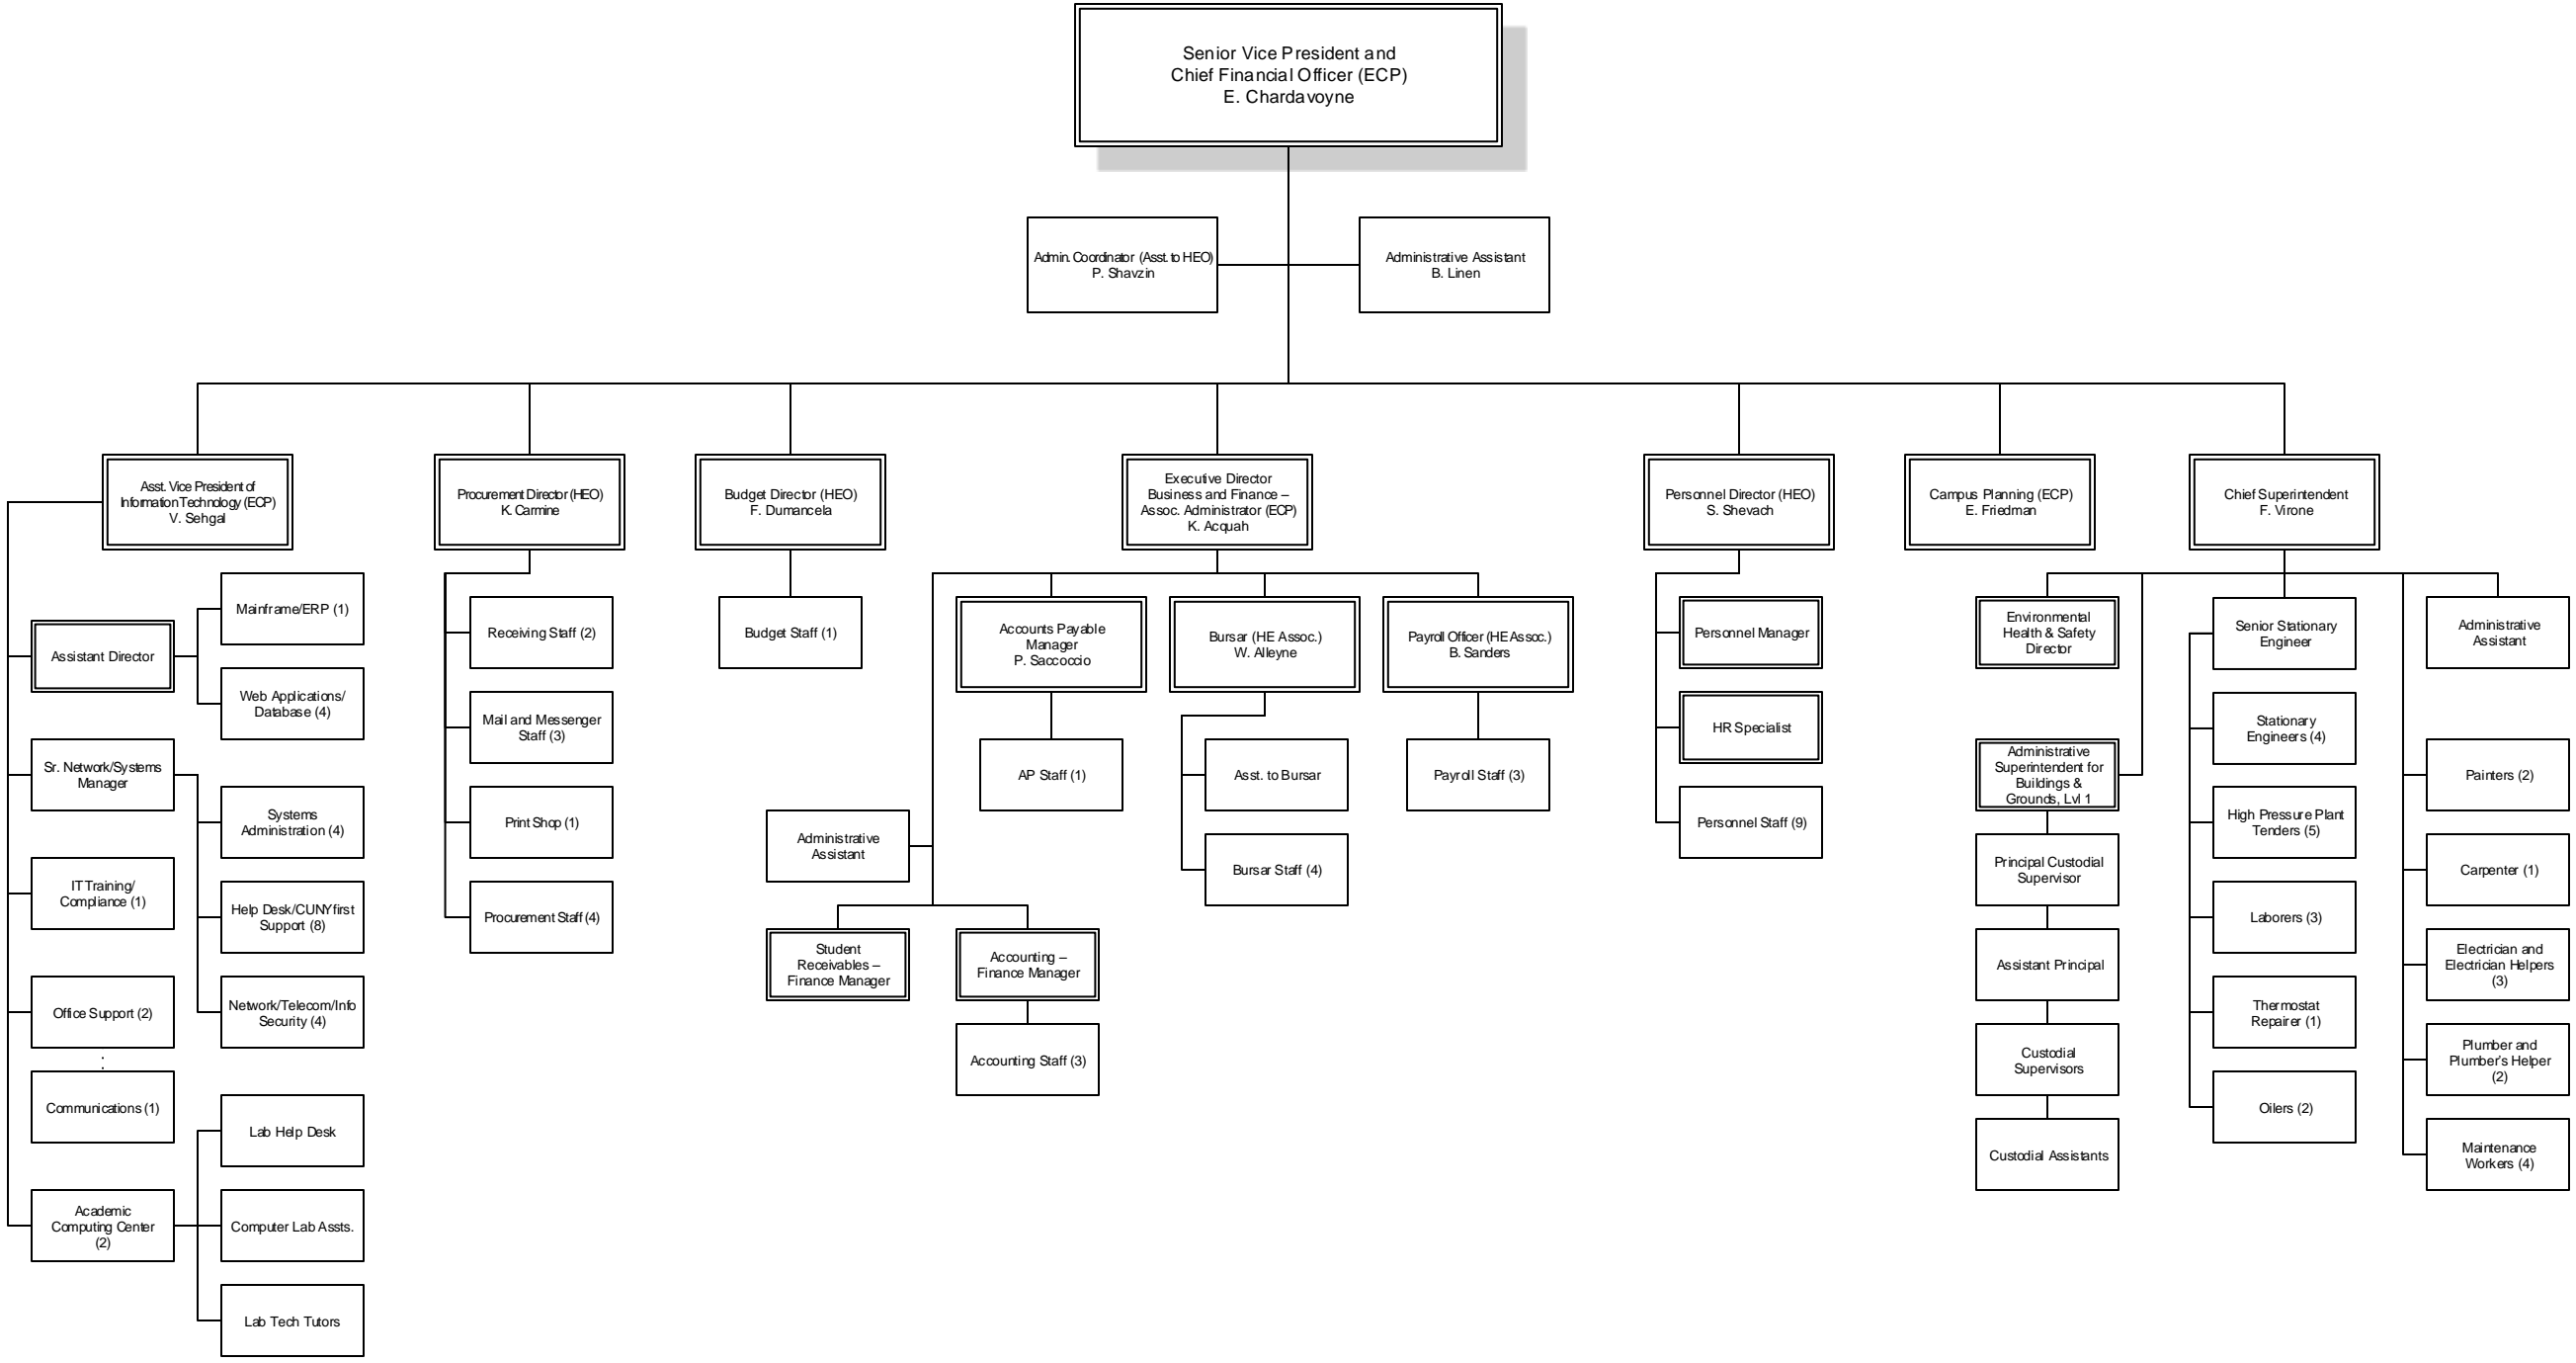 Senior Vice President and
Chief Financial Officer (ECP)
E. Chardavoyne
Admin. Coordinator (Asst. to HEO)
P. Shavzin
Administrative Assistant
B. Linen
Asst. Vice President of
Information Technology (ECP)
V. Sehgal
Procurement Director (HEO)
K. Carmine
Budget Director (HEO)
F. Dumancela
Executive Director
Business and Finance –
Assoc. Administrator (ECP)
K. Acquah
Personnel Director (HEO)
S. Shevach
Campus Planning (ECP)
E. Friedman
Chief Superintendent
F. Virone
Assistant Director
Mainframe/ERP (1)
Web Applications/
Database (4)
Sr. Network/Systems
Manager
Systems
Administration (4)
Help Desk/CUNYfirst
Support (8)
Network/Telecom/Info
Security (4)
IT Training/
Compliance (1)
Office Support (2)
:
Communications (1)
Academic
Computing Center
(2)
Lab Help Desk
Computer Lab Assts.
Lab Tech Tutors
Receiving Staff (2)
Mail and Messenger
Staff (3)
Print Shop (1)
Procurement Staff (4)
Budget Staff (1)
Accounts Payable
Manager
P. Saccoccio
AP Staff (1)
Bursar (HE Assoc.)
W. Alleyne
Asst. to Bursar
Bursar Staff (4)
Payroll Officer (HE Assoc.)
B. Sanders
Payroll Staff (3)
Administrative
Assistant
Student
Receivables –
Finance Manager
Accounting –
Finance Manager
Accounting Staff (3)
Personnel Manager
HR Specialist
Personnel Staff (9)
Environmental
Health & Safety
Director
Administrative
Superintendent for
Buildings &
Grounds, Lvl 1
Principal Custodial
Supervisor
Assistant Principal
Custodial
Supervisors
Custodial Assistants
Senior Stationary
Engineer
Stationary
Engineers (4)
High Pressure Plant
Tenders (5)
Laborers (3)
Thermostat
Repairer (1)
Oilers (2)
Administrative
Assistant
Painters (2)
Carpenter (1)
Electrician and
Electrician Helpers
(3)
Plumber and
Plumber's Helper
(2)
Maintenance
Workers (4)